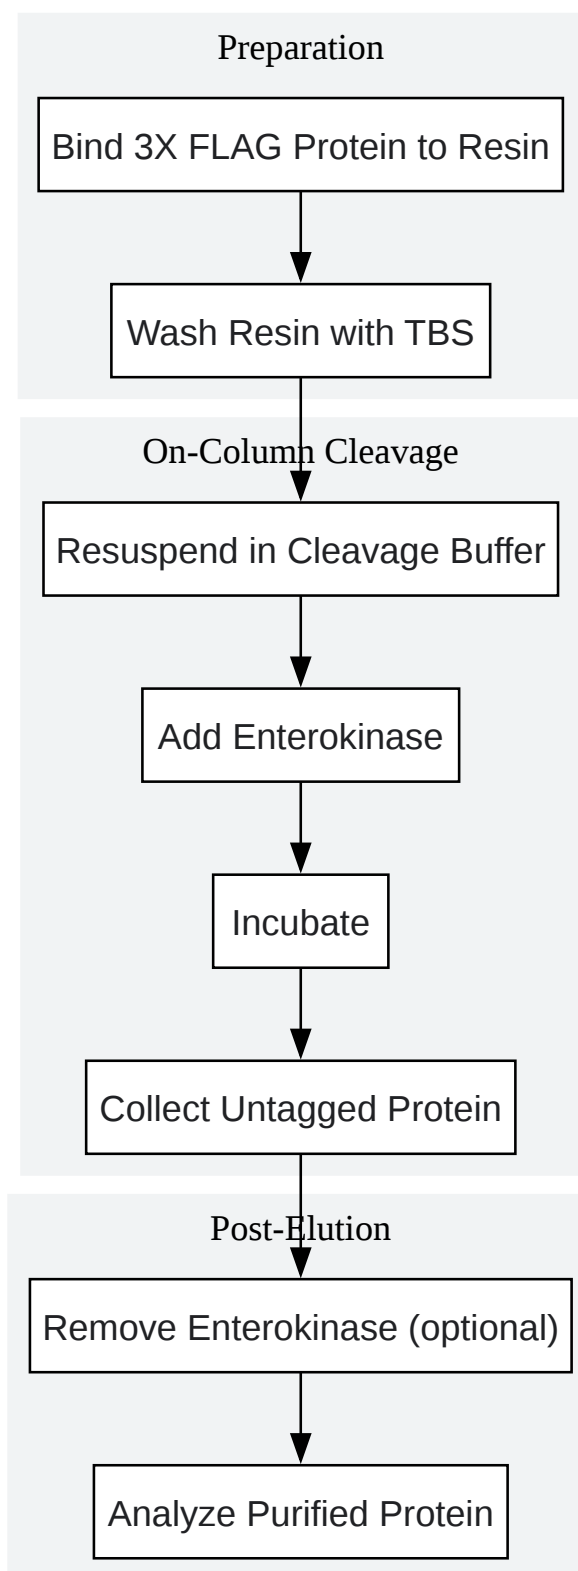 Preparation
Bind 3X FLAG Protein to Resin
Wash Resin with TBS
On-Column Cleavage
Resuspend in Cleavage Buffer
Add Enterokinase
Incubate
Collect Untagged Protein
Post-Elution
Remove Enterokinase (optional)
Analyze Purified Protein